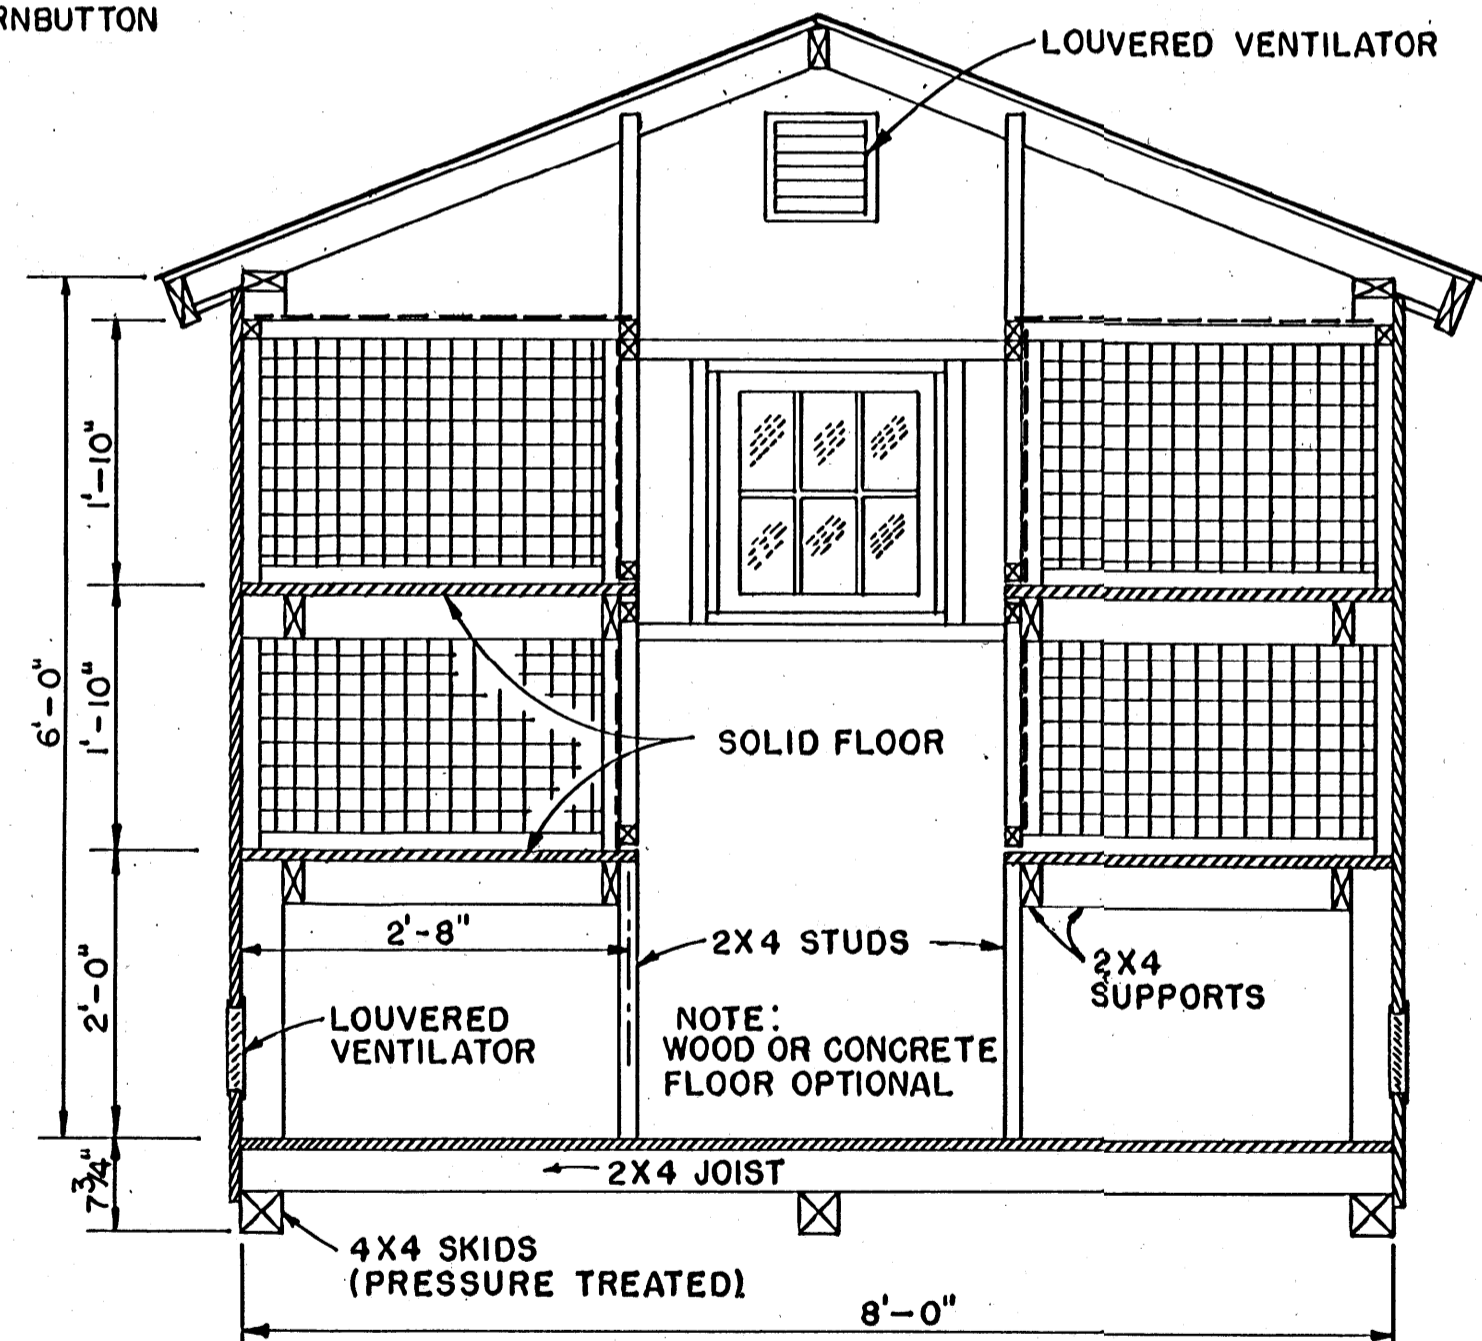 RNBUTTON
LOUVERED VENTILATOR
1'-10"
6'-0"
1'-10"
SOLID FLOOR
2'-8"
2X4 STUDS
2X4
SUPPORTS
2'-0"
LOUVERED
VENTILATOR
NOTE:
WOOD OR CONCRETE
FLOOR OPTIONAL
7¾"
2X4 JOIST
4X4 SKIDS
(PRESSURE TREATED)
8'-0"